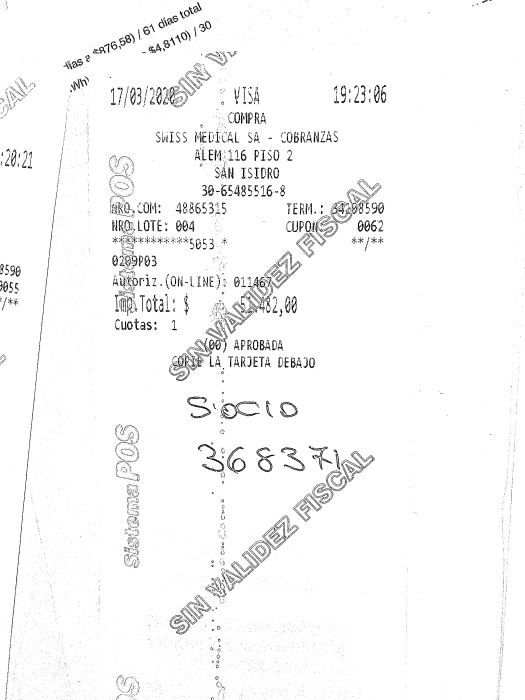 días a $876,58) / 61 días total
- $4,8110) / 30
Wh)
17/03/2020 VISA 19:23:06
COMPRA
SWISS MEDICAL SA - COBRANZAS
ALEM 116 PISO 2
SAN ISIDRO
30-65485516-8
NRO.COM: 48865315 TERM.: 34208590
NRO.LOTE: 004 CUPON: 0062
************5053 * **/**
0209P03
Autoriz.(ON-LINE): 011467
Imp.Total: $ 51.482,00
Cuotas: 1
(00) APROBADA
CORTE LA TARJETA DEBAJO
SOCIO
368371
SIN VALIDEZ FISCAL
SIN VALIDEZ FISCAL
SIN VALIDEZ FISCAL
Sistema POS
Sistema POS
:20:21
8590
0055
*/**